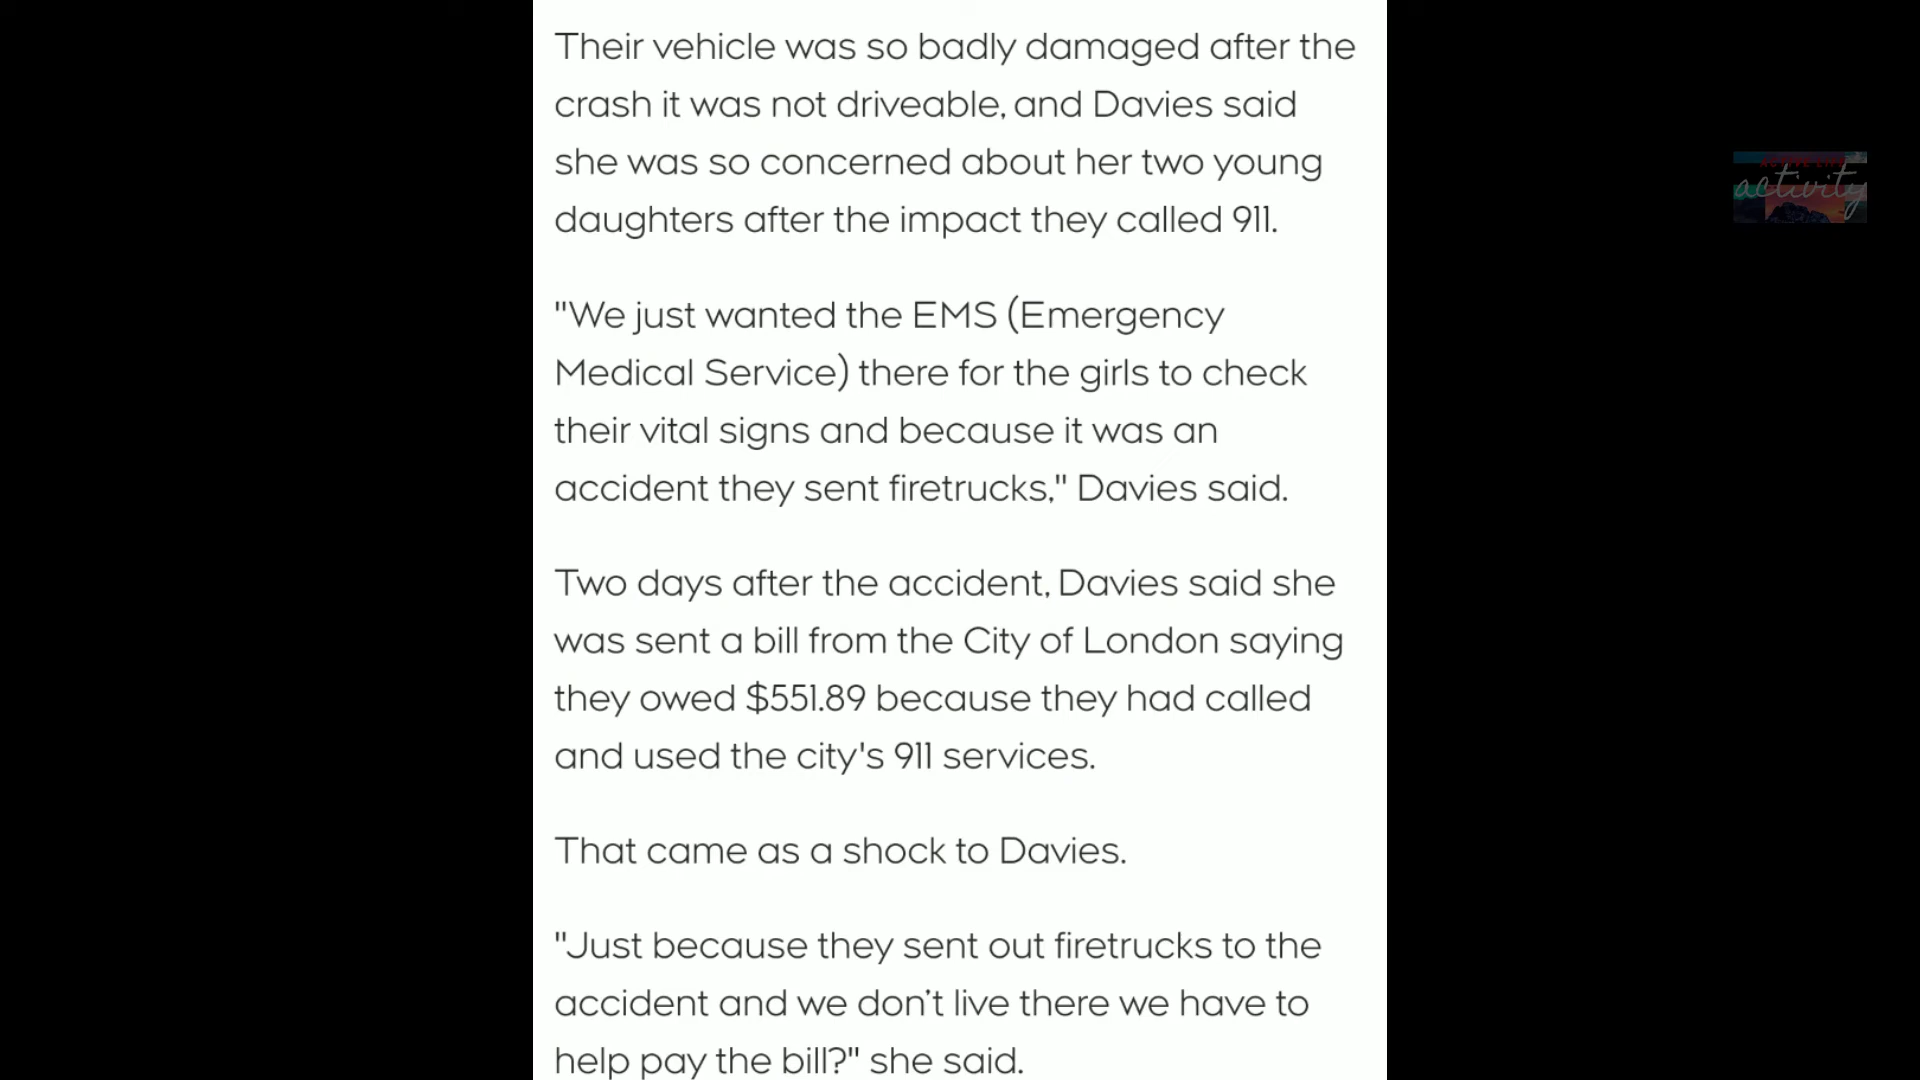 Their vehicle was so badly damaged after the
crash it was not driveable, and Davies said
she was so concerned about her two young
daughters after the impact they called 911.
"We just wanted the EMS (Emergency
Medical Service) there for the girls to check
their vital signs and because it was an
accident they sent firetrucks," Davies said.
Two days after the accident, Davies said she
was sent a bill from the City of London saying
they owed $551.89 because they had called
and used the city's 911 services.
That came as a shock to Davies.
"Just because they sent out firetrucks to the
accident and we don’t live there we have to
help pay the bill?" she said.
activity